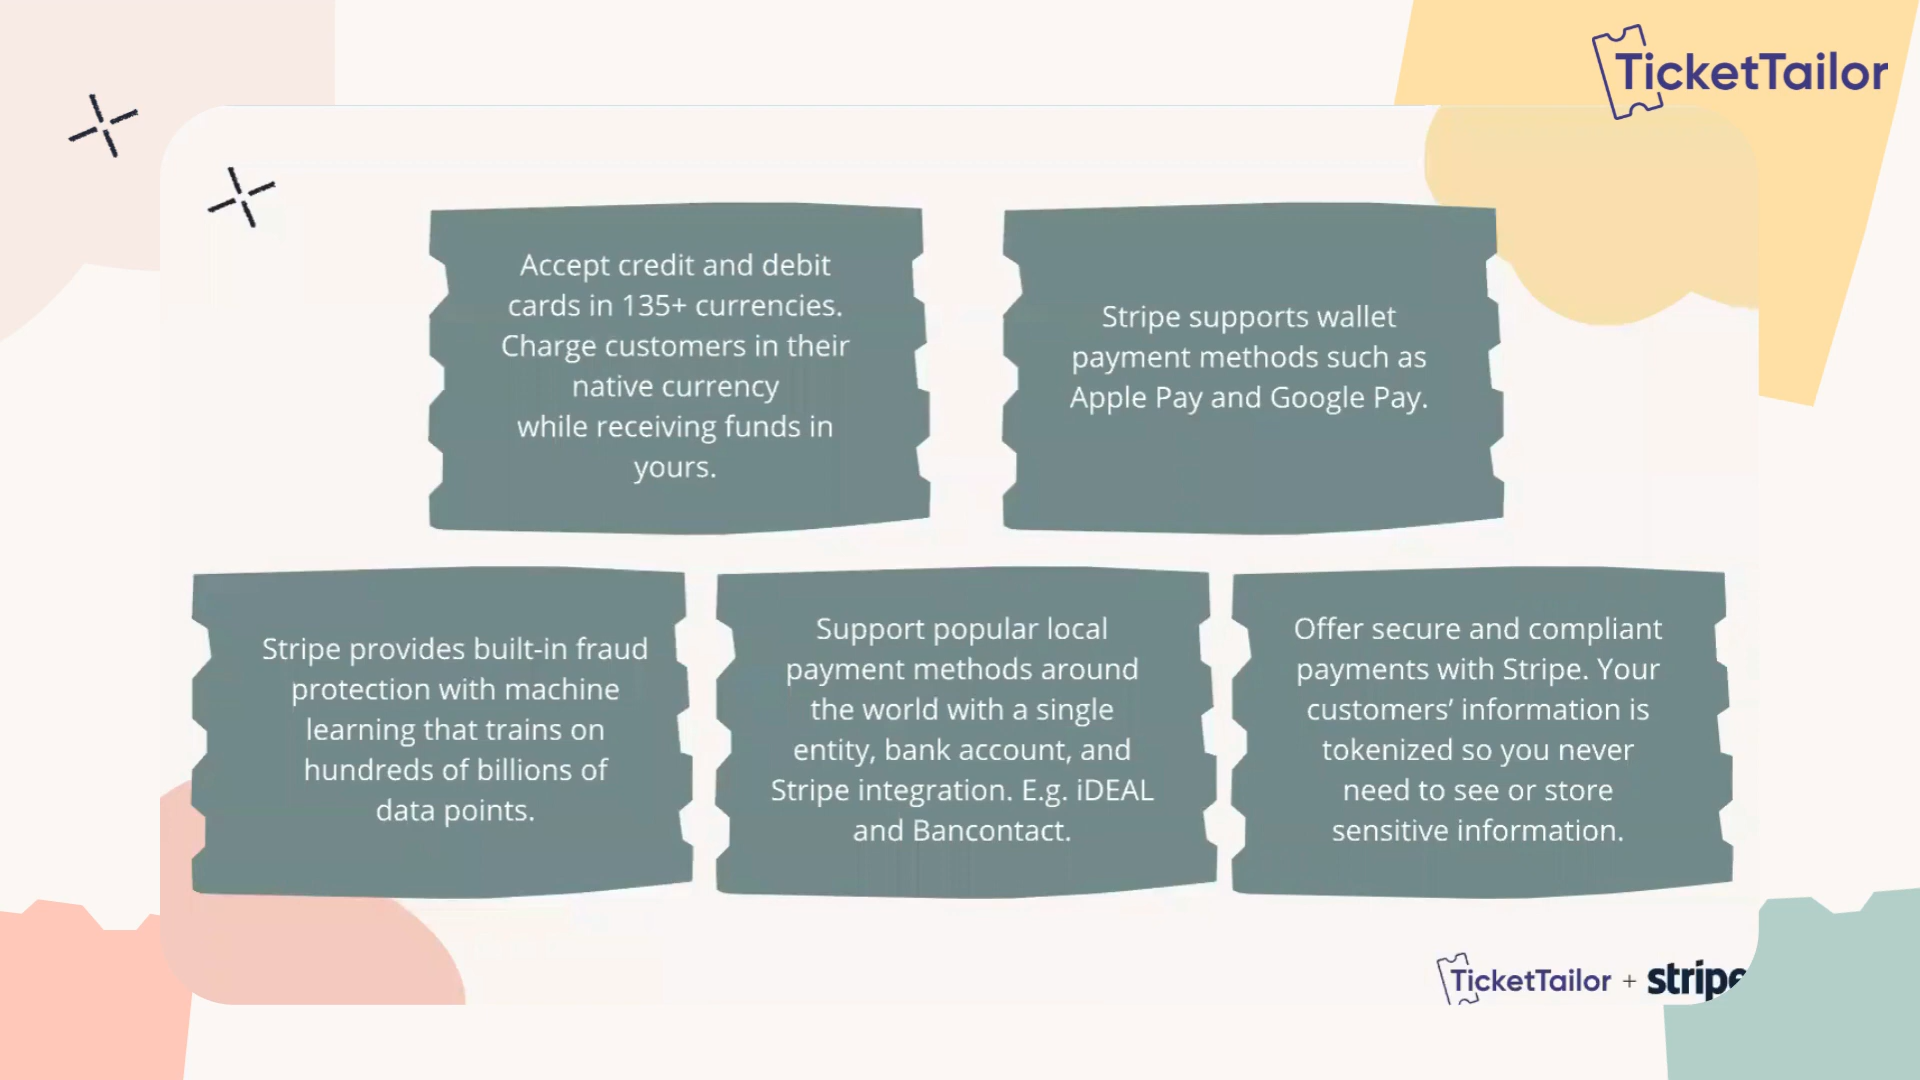 TicketTailor
Accept credit and debit
cards in 135+ currencies.
Charge customers in their
native currency
while receiving funds in
yours.
Stripe supports wallet
payment methods such as
Apple Pay and Google Pay.
Stripe provides built-in fraud
protection with machine
learning that trains on
hundreds of billions of
data points.
Support popular local
payment methods around
the world with a single
entity, bank account, and
Stripe integration. E.g. iDEAL
and Bancontact.
Offer secure and compliant
payments with Stripe. Your
customers’ information is
tokenized so you never
need to see or store
sensitive information.
TicketTailor + stripe